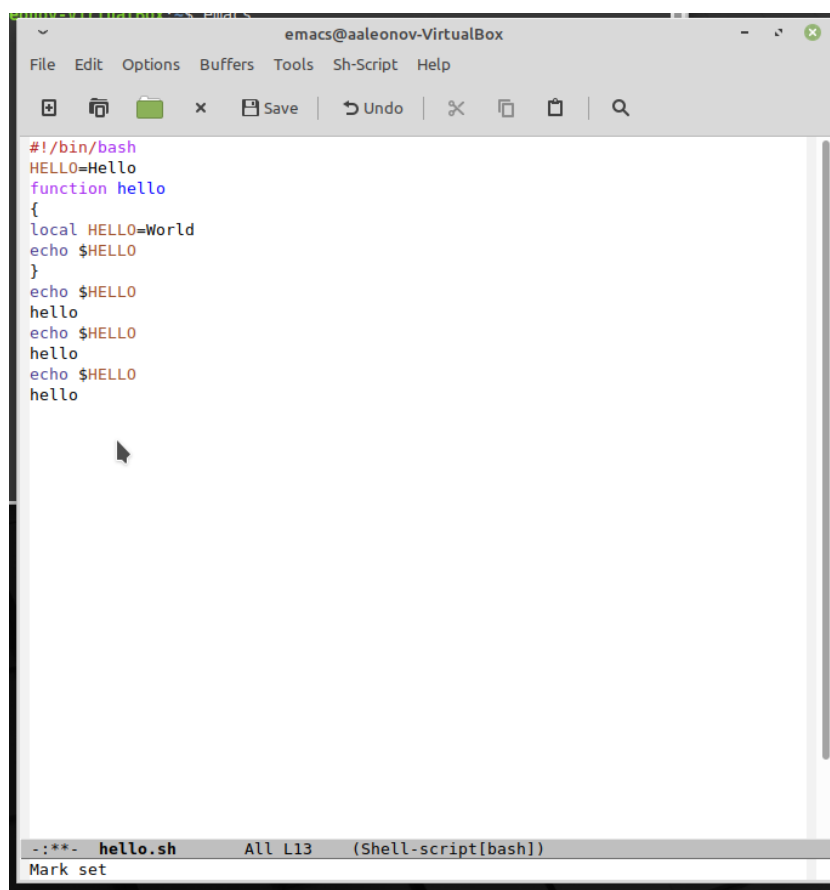 emacs
emacs@aaleonov-VirtualBox
File Edit Options Buffers Tools Sh-Script Help
Save Undo
#!/bin/bash
HELLO=Hello
function hello
{
local HELLO=World
echo $HELLO
}
echo $HELLO
hello
echo $HELLO
hello
echo $HELLO
hello
-:**- hello.sh All L13 (Shell-script[bash])
Mark set